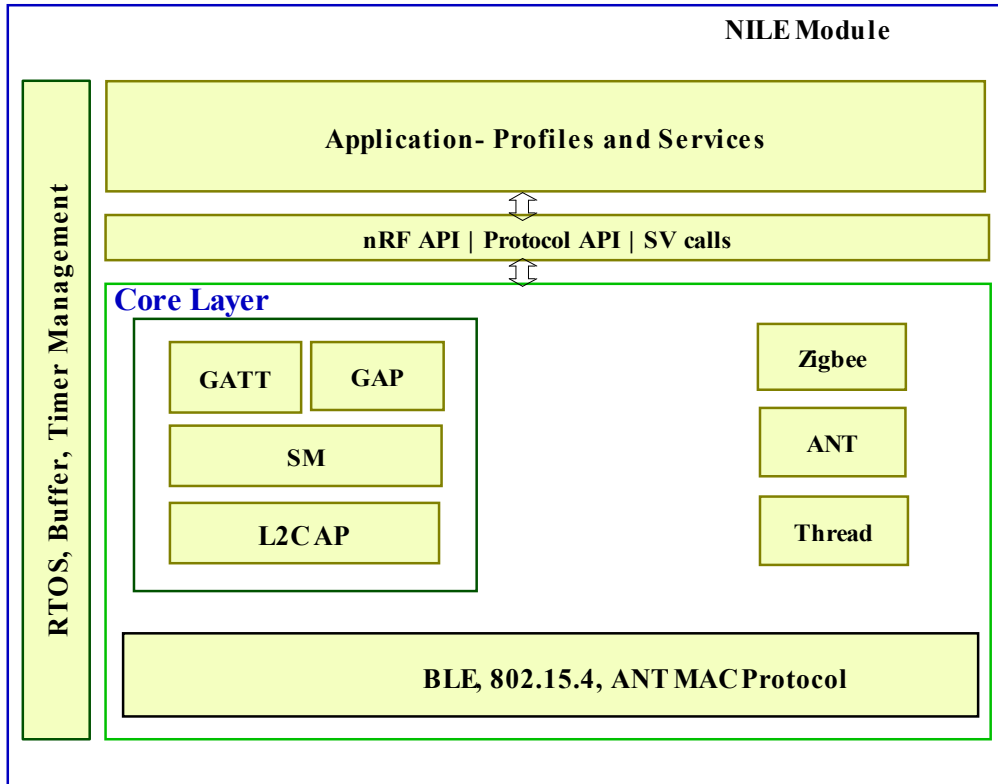 NILE Module
Application- Profiles and Services
nRF API | Protocol API | SV calls
RTOS, Buffer, Timer Management
Core Layer
GATT
GAP
SM
L2CAP
Zigbee
ANT
Thread
BLE, 802.15.4, ANT MAC Protocol